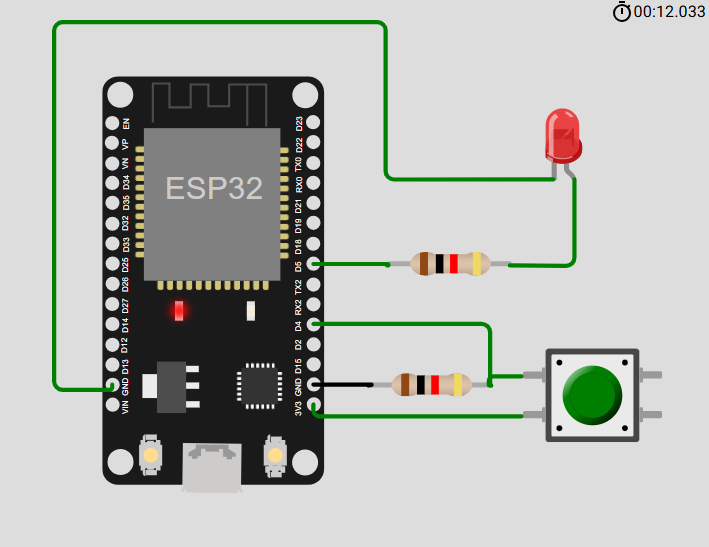 00:12.033
ESP32
EN
VP
VN
D34
D35
D32
D33
D25
D26
D27
D14
D12
D13
GND
VIN
D23
D22
TX0
RX0
D21
D19
D18
D5
TX2
RX2
D4
D2
D15
GND
3V3